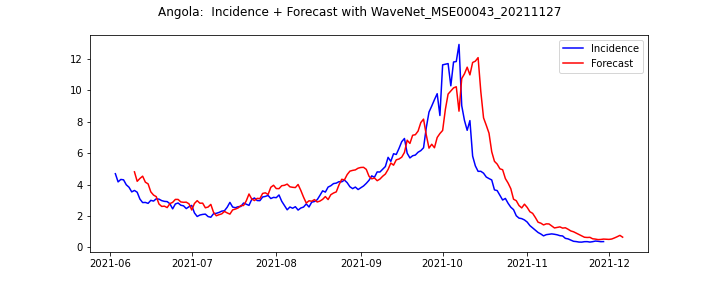 Angola:  Incidence + Forecast with WaveNet_MSE00043_20211127
Incidence
Forecast
12
10
8
6
4
2
0
2021-06 2021-07 2021-08 2021-09 2021-10 2021-11 2021-12